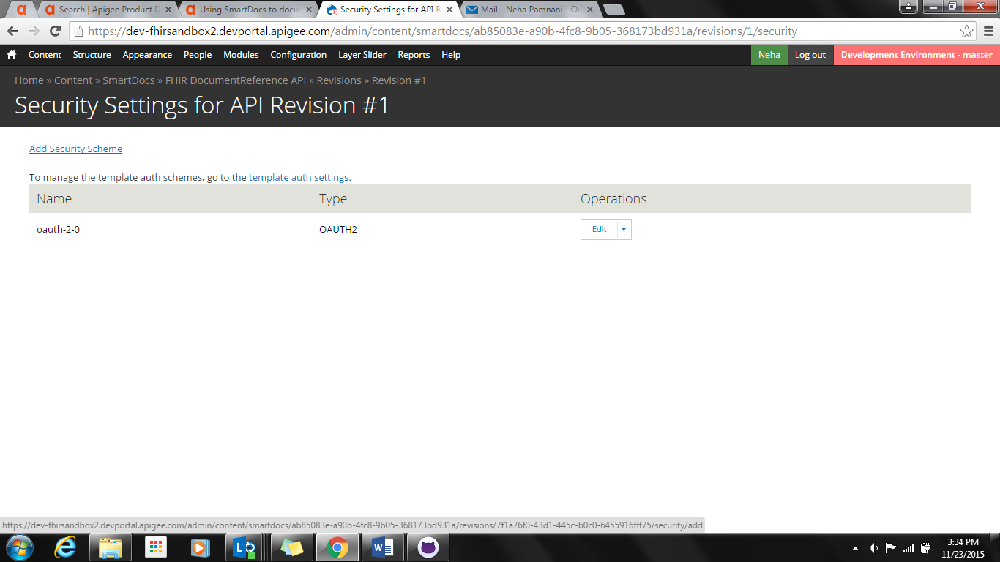 Search | Apigee Product D
Using SmartDocs to docu
Security Settings for API R
Mail - Neha Pamnani - Ou
https://dev-fhirsandbox2.devportal.apigee.com/admin/content/smartdocs/ab85083e-a90b-4fc8-9b05-368173bd931a/revisions/1/security
Content Structure Appearance People Modules Configuration Layer Slider Reports Help Neha Log out Development Environment - master
Home » Content » SmartDocs » FHIR DocumentReference API » Revisions » Revision #1
Security Settings for API Revision #1
Add Security Scheme
To manage the template auth schemes, go to the template auth settings.
Name Type Operations
oauth-2-0 OAUTH2 Edit
https://dev-fhirsandbox2.devportal.apigee.com/admin/content/smartdocs/ab85083e-a90b-4fc8-9b05-368173bd931a/revisions/7f1a76f0-43d1-445c-b0c0-6455916fff75/security/add
3:34 PM
11/23/2015